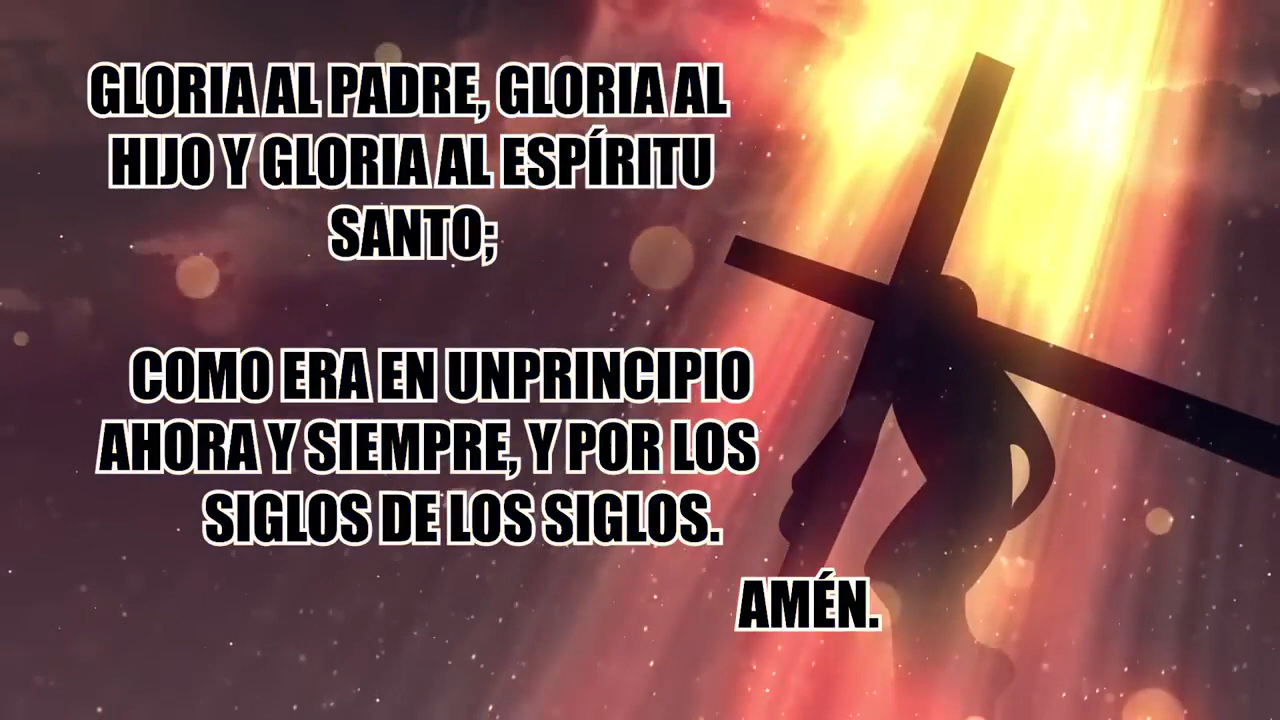 GLORIA AL PADRE, GLORIA AL
HIJO Y GLORIA AL ESPÍRITU
SANTO;
COMO ERA EN UNPRINCIPIO
AHORA Y SIEMPRE, Y POR LOS
SIGLOS DE LOS SIGLOS.
AMÉN.